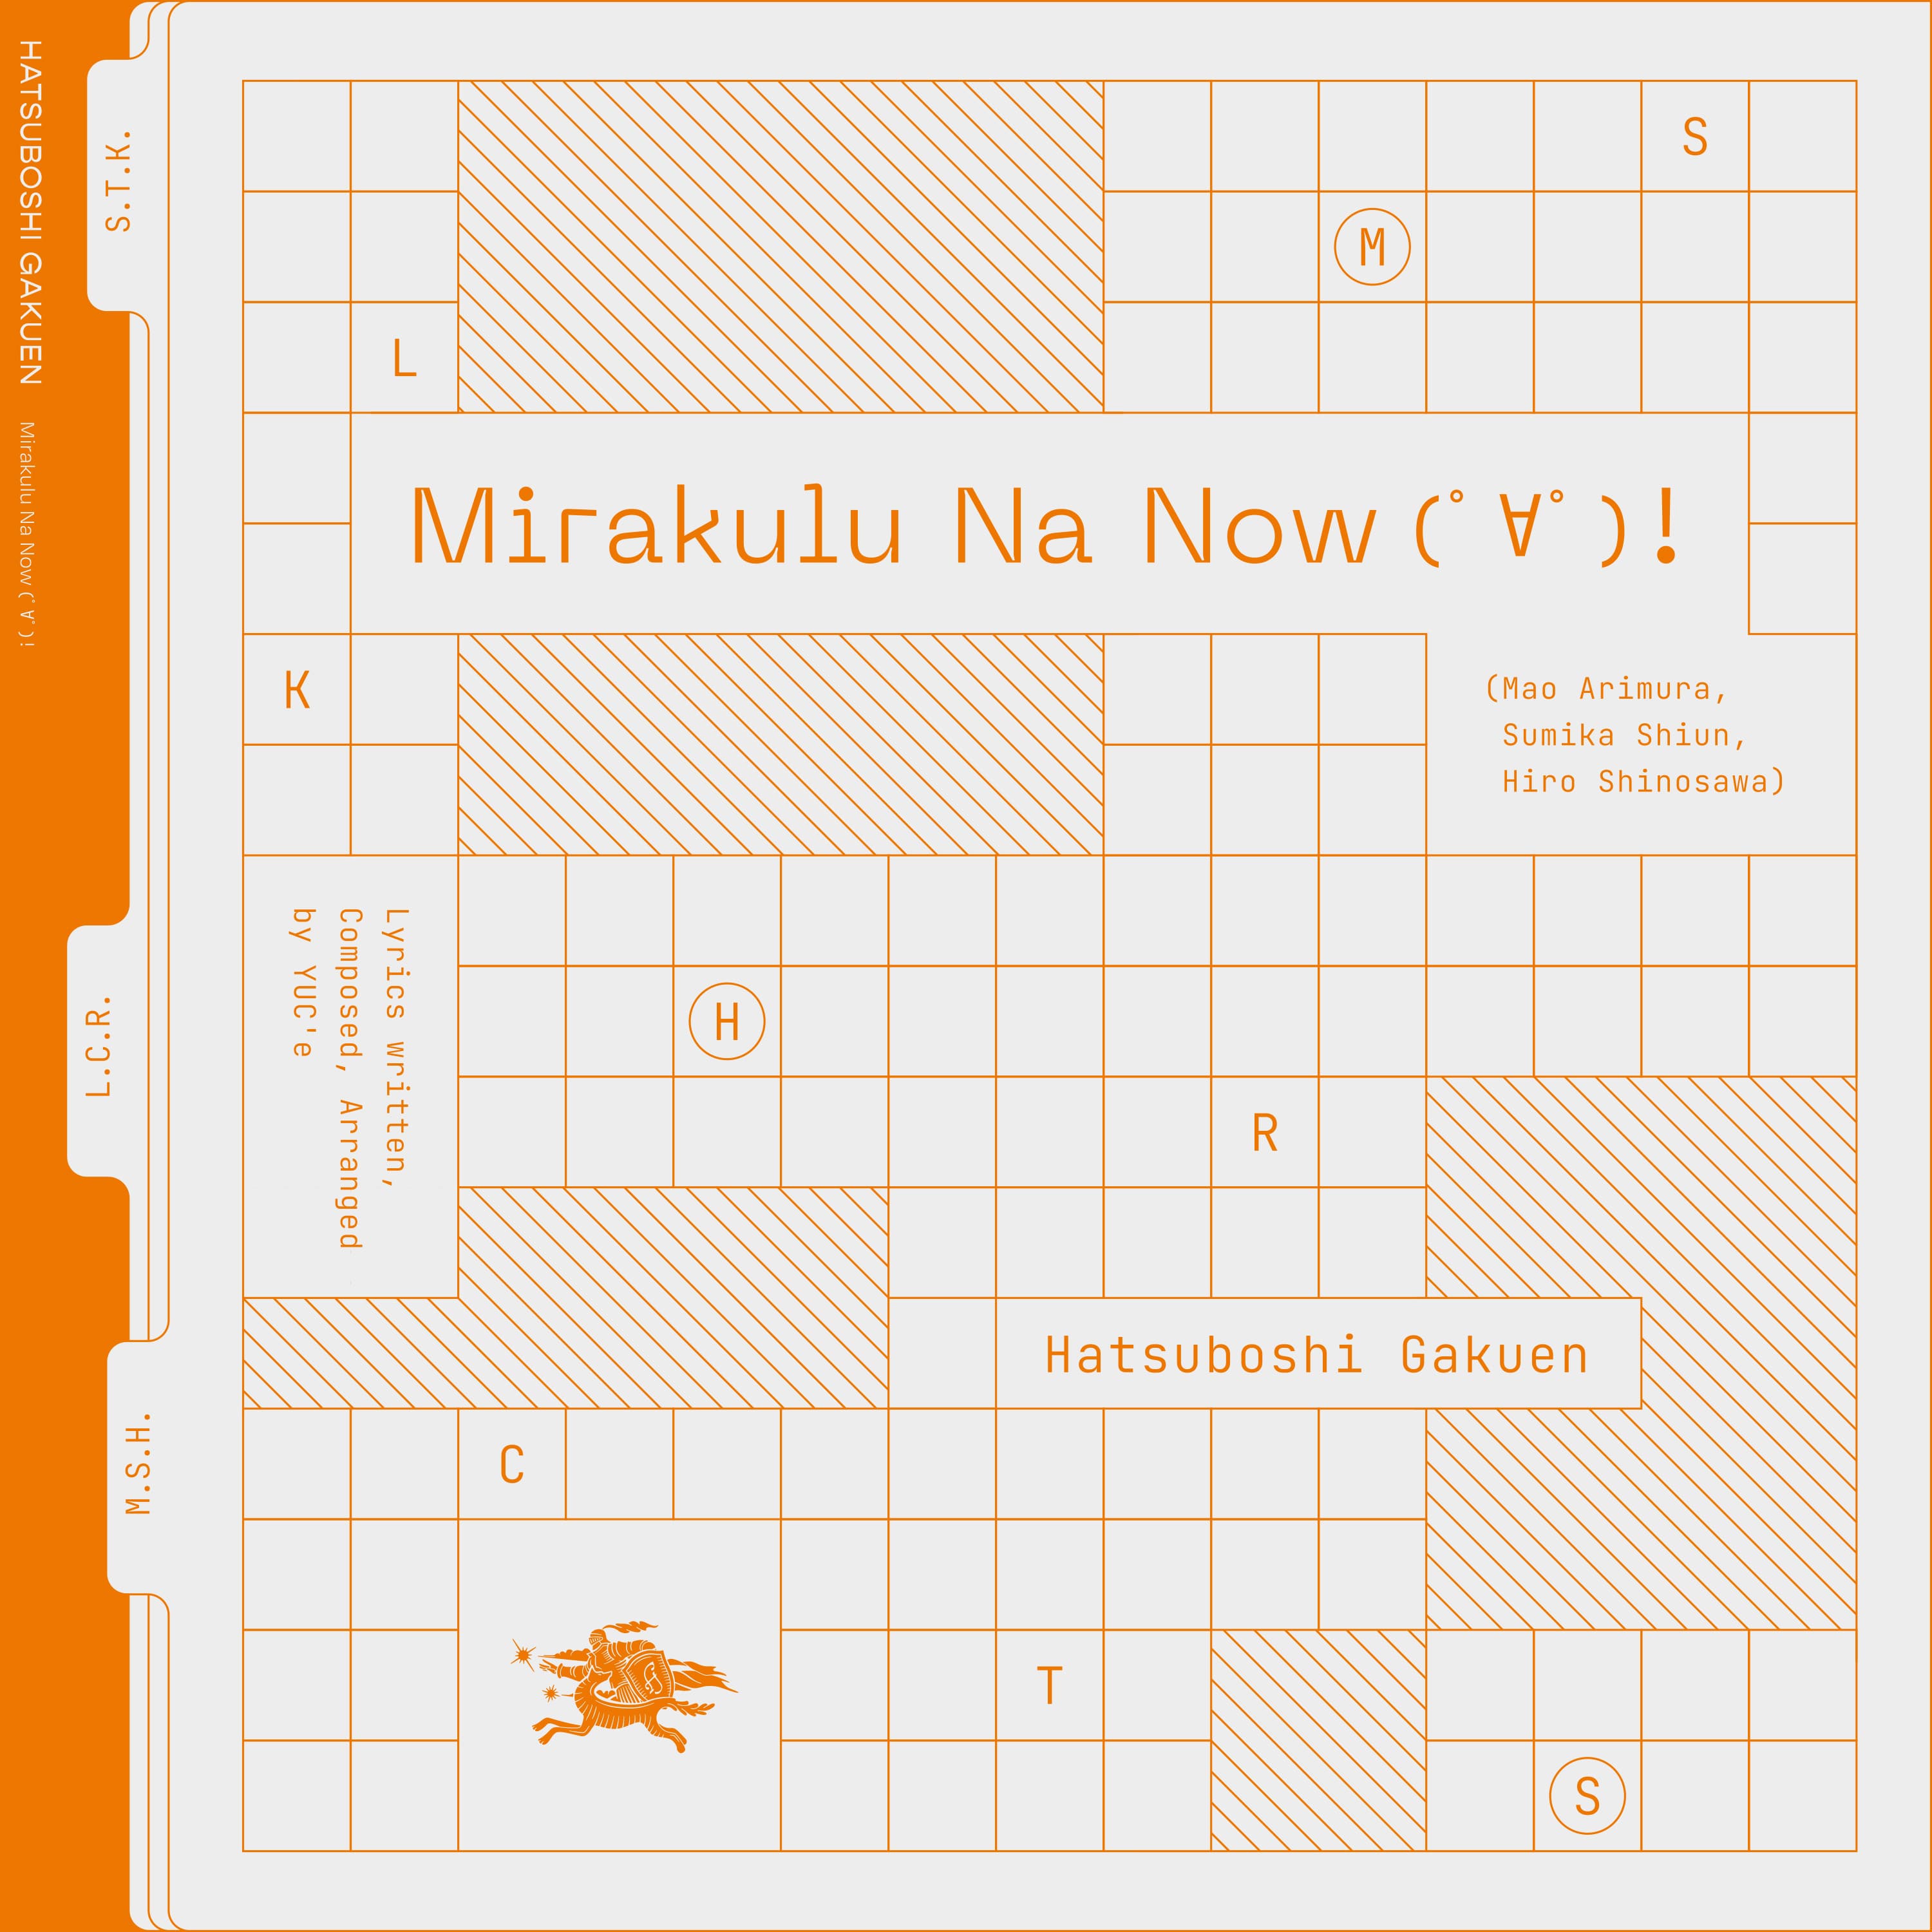 HATSUBOSHI GAKUEN
Mirakulu Na Now (ﾟ∀ﾟ)!
S.T.K.
L.C.R.
M.S.H.
S
M
L
Mirakulu Na Now(ﾟ∀ﾟ)!
K
(Mao Arimura,
Sumika Shiun,
Hiro Shinosawa)
Lyrics written,
Composed, Arranged
by YUC'e
H
R
Hatsuboshi Gakuen
C
T
S